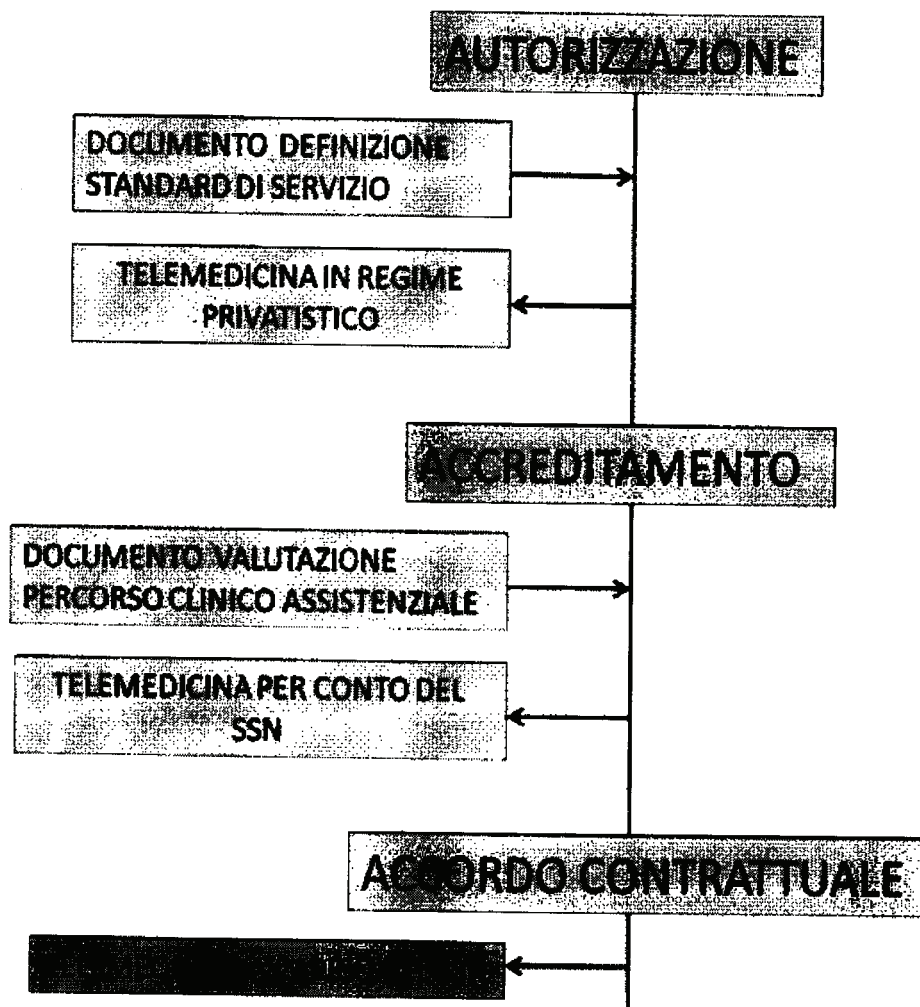 AUTORIZZAZIONE
DOCUMENTO DEFINIZIONE
STANDARD DI SERVIZIO
TELEMEDICINA IN REGIME
PRIVATISTICO
ACCREDITAMENTO
DOCUMENTO VALUTAZIONE
PERCORSO CLINICO ASSISTENZIALE
TELEMEDICINA PER CONTO DEL
SSN
ACCORDO CONTRATTUALE